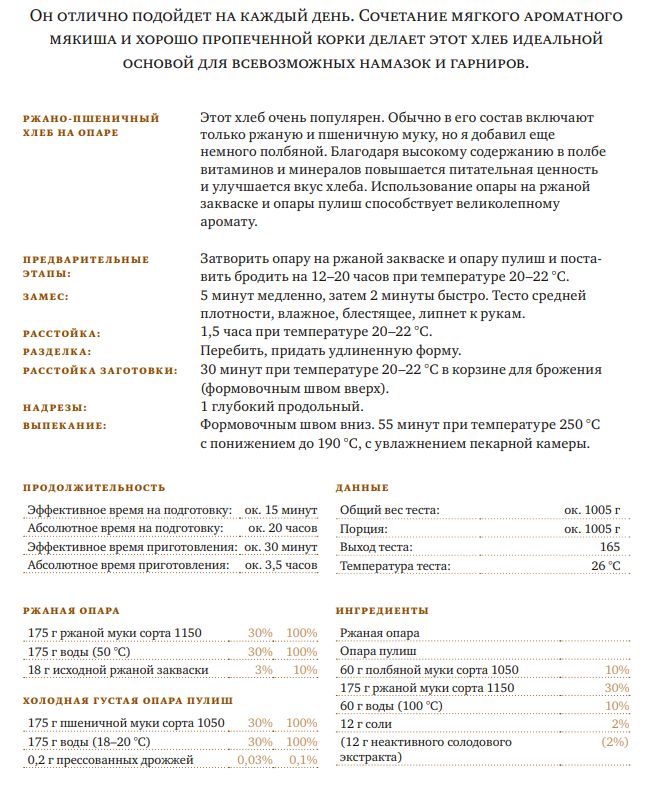 Он отлично подойдет на каждый день. Сочетание мягкого ароматного
мякиша и хорошо пропеченной корки делает этот хлеб идеальной
основой для всевозможных намазок и гарниров.
РЖАНО-ПШЕНИЧНЫЙ
ХЛЕБ НА ОПАРЕ
Этот хлеб очень популярен. Обычно в его состав включают
только ржаную и пшеничную муку, но я добавил еще
немного полбяной. Благодаря высокому содержанию в полбе
витаминов и минералов повышается питательная ценность
и улучшается вкус хлеба. Использование опары на ржаной
закваске и опары пулиш способствует великолепному
аромату.
ПРЕДВАРИТЕЛЬНЫЕ
ЭТАПЫ:
Затворить опару на ржаной закваске и опару пулиш и поста-
вить бродить на 12–20 часов при температуре 20–22 °С.
ЗАМЕС:
5 минут медленно, затем 2 минуты быстро. Тесто средней
плотности, влажное, блестящее, липнет к рукам.
РАССТОЙКА:
1,5 часа при температуре 20–22 °С.
РАЗДЕЛКА:
Перебить, придать удлиненную форму.
РАССТОЙКА ЗАГОТОВКИ:
30 минут при температуре 20–22 °С в корзине для брожения
(формовочным швом вверх).
НАДРЕЗЫ:
1 глубокий продольный.
ВЫПЕКАНИЕ:
Формовочным швом вниз. 55 минут при температуре 250 °С
с понижением до 190 °С, с увлажнением пекарной камеры.
ПРОДОЛЖИТЕЛЬНОСТЬ
Эффективное время на подготовку: ок. 15 минут
Абсолютное время на подготовку: ок. 20 часов
Эффективное время приготовления: ок. 30 минут
Абсолютное время приготовления: ок. 3,5 часов
ДАННЫЕ
Общий вес теста: ок. 1005 г
Порция: ок. 1005 г
Выход теста: 165
Температура теста: 26 °С
РЖАНАЯ ОПАРА
175 г ржаной муки сорта 1150 30% 100%
175 г воды (50 °С) 30% 100%
18 г исходной ржаной закваски 3% 10%
ХОЛОДНАЯ ГУСТАЯ ОПАРА ПУЛИШ
175 г пшеничной муки сорта 1050 30% 100%
175 г воды (18–20 °С) 30% 100%
0,2 г прессованных дрожжей 0,03% 0,1%
ИНГРЕДИЕНТЫ
Ржаная опара
Опара пулиш
60 г полбяной муки сорта 1050 10%
175 г ржаной муки сорта 1150 30%
60 г воды (100 °С) 10%
12 г соли 2%
(12 г неактивного солодового (2%)
экстракта)